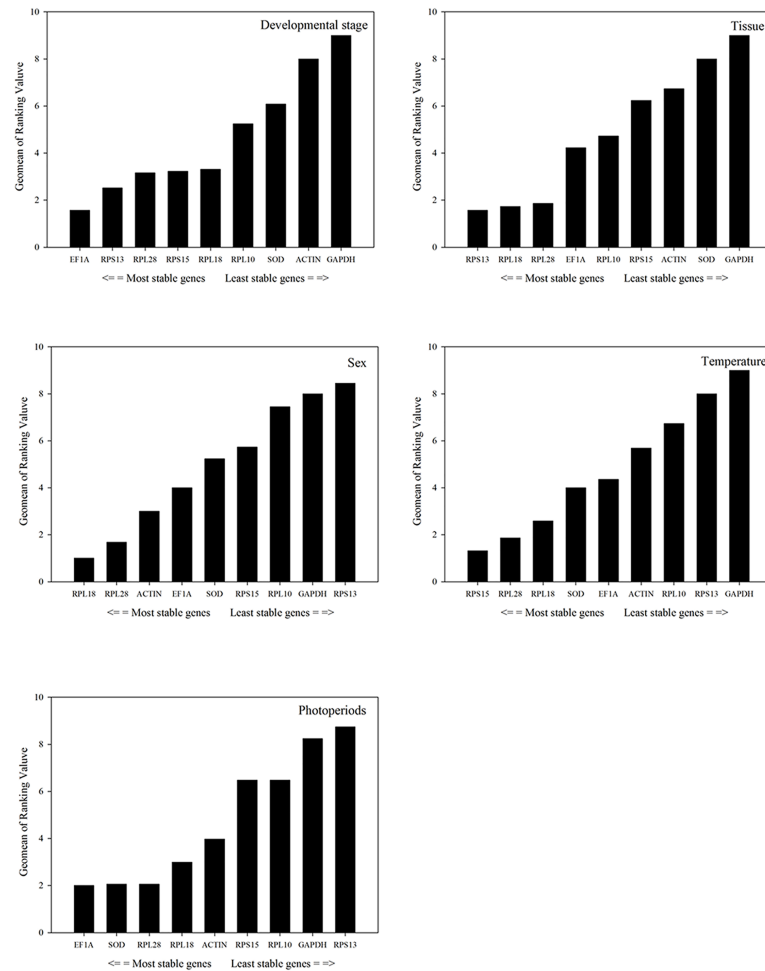 Developmental stage
Geomean of Ranking Valuve
10
8
6
4
2
0
EF1A RPS13 RPL28 RPS15 RPL18 RPL10 SOD ACTIN GAPDH
<= = Most stable genes Least stable genes = =>
Tissue
Geomean of Ranking Valuve
10
8
6
4
2
0
RPS13 RPL18 RPL28 EF1A RPL10 RPS15 ACTIN SOD GAPDH
<= = Most stable genes Least stable genes = =>
Sex
Geomean of Ranking Valuve
10
8
6
4
2
0
RPL18 RPL28 ACTIN EF1A SOD RPS15 RPL10 GAPDH RPS13
<= = Most stable genes Least stable genes = =>
Temperature
Geomean of Ranking Valuve
10
8
6
4
2
0
RPS15 RPL28 RPL18 SOD EF1A ACTIN RPL10 RPS13 GAPDH
<= = Most stable genes Least stable genes = =>
Photoperiods
Geomean of Ranking Valuve
10
8
6
4
2
0
EF1A SOD RPL28 RPL18 ACTIN RPS15 RPL10 GAPDH RPS13
<= = Most stable genes Least stable genes = =>